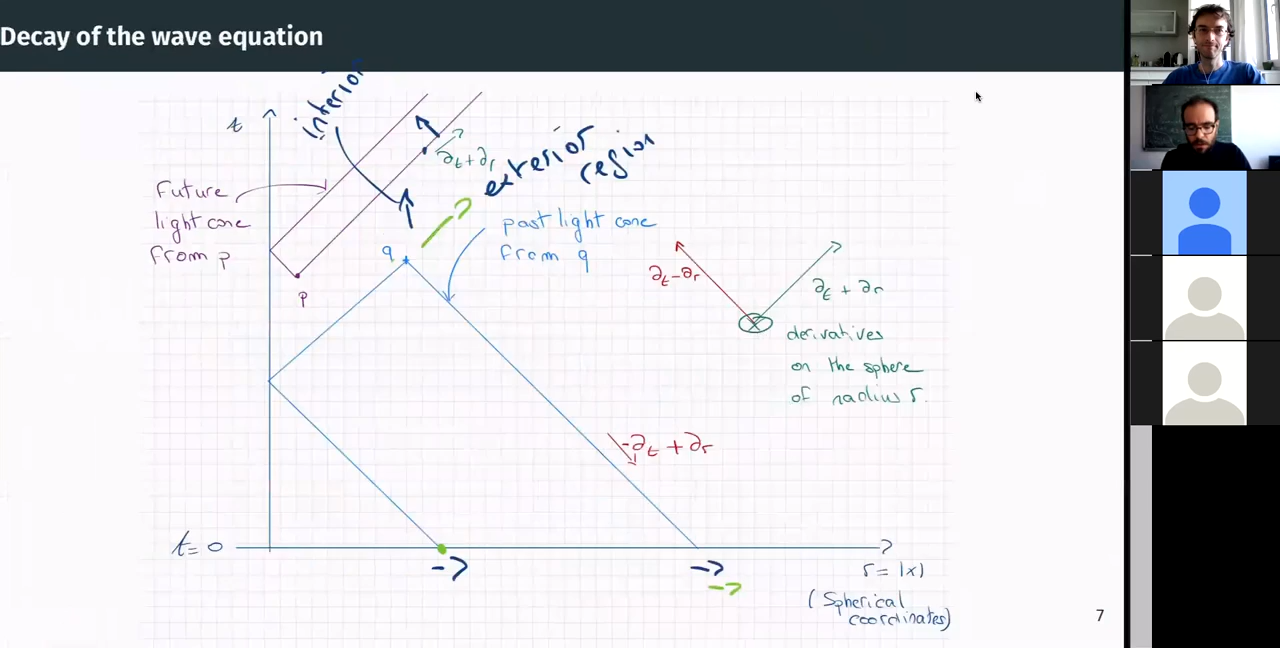 Decay of the wave equation
interior
t
∂t+∂r
exterior
region
Future
light cone
from p
past light cone
from q
q
p
∂t-∂r
∂t + ∂r
derivatives
on the sphere
of radius r.
-∂t + ∂r
t=0
r = |x|
(Spherical
coordinates)
7